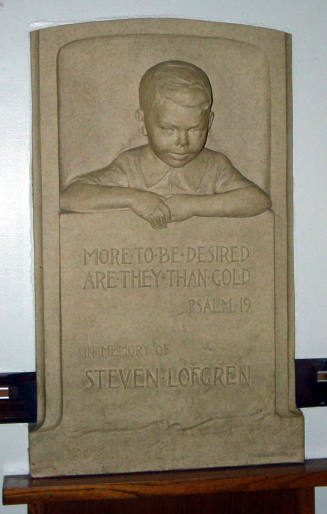 MORE·TO·BE·DESIRED
ARE·THEY·THAN·GOLD
PSALM·19
IN·MEMORY·OF
STEVEN·LOFGREN